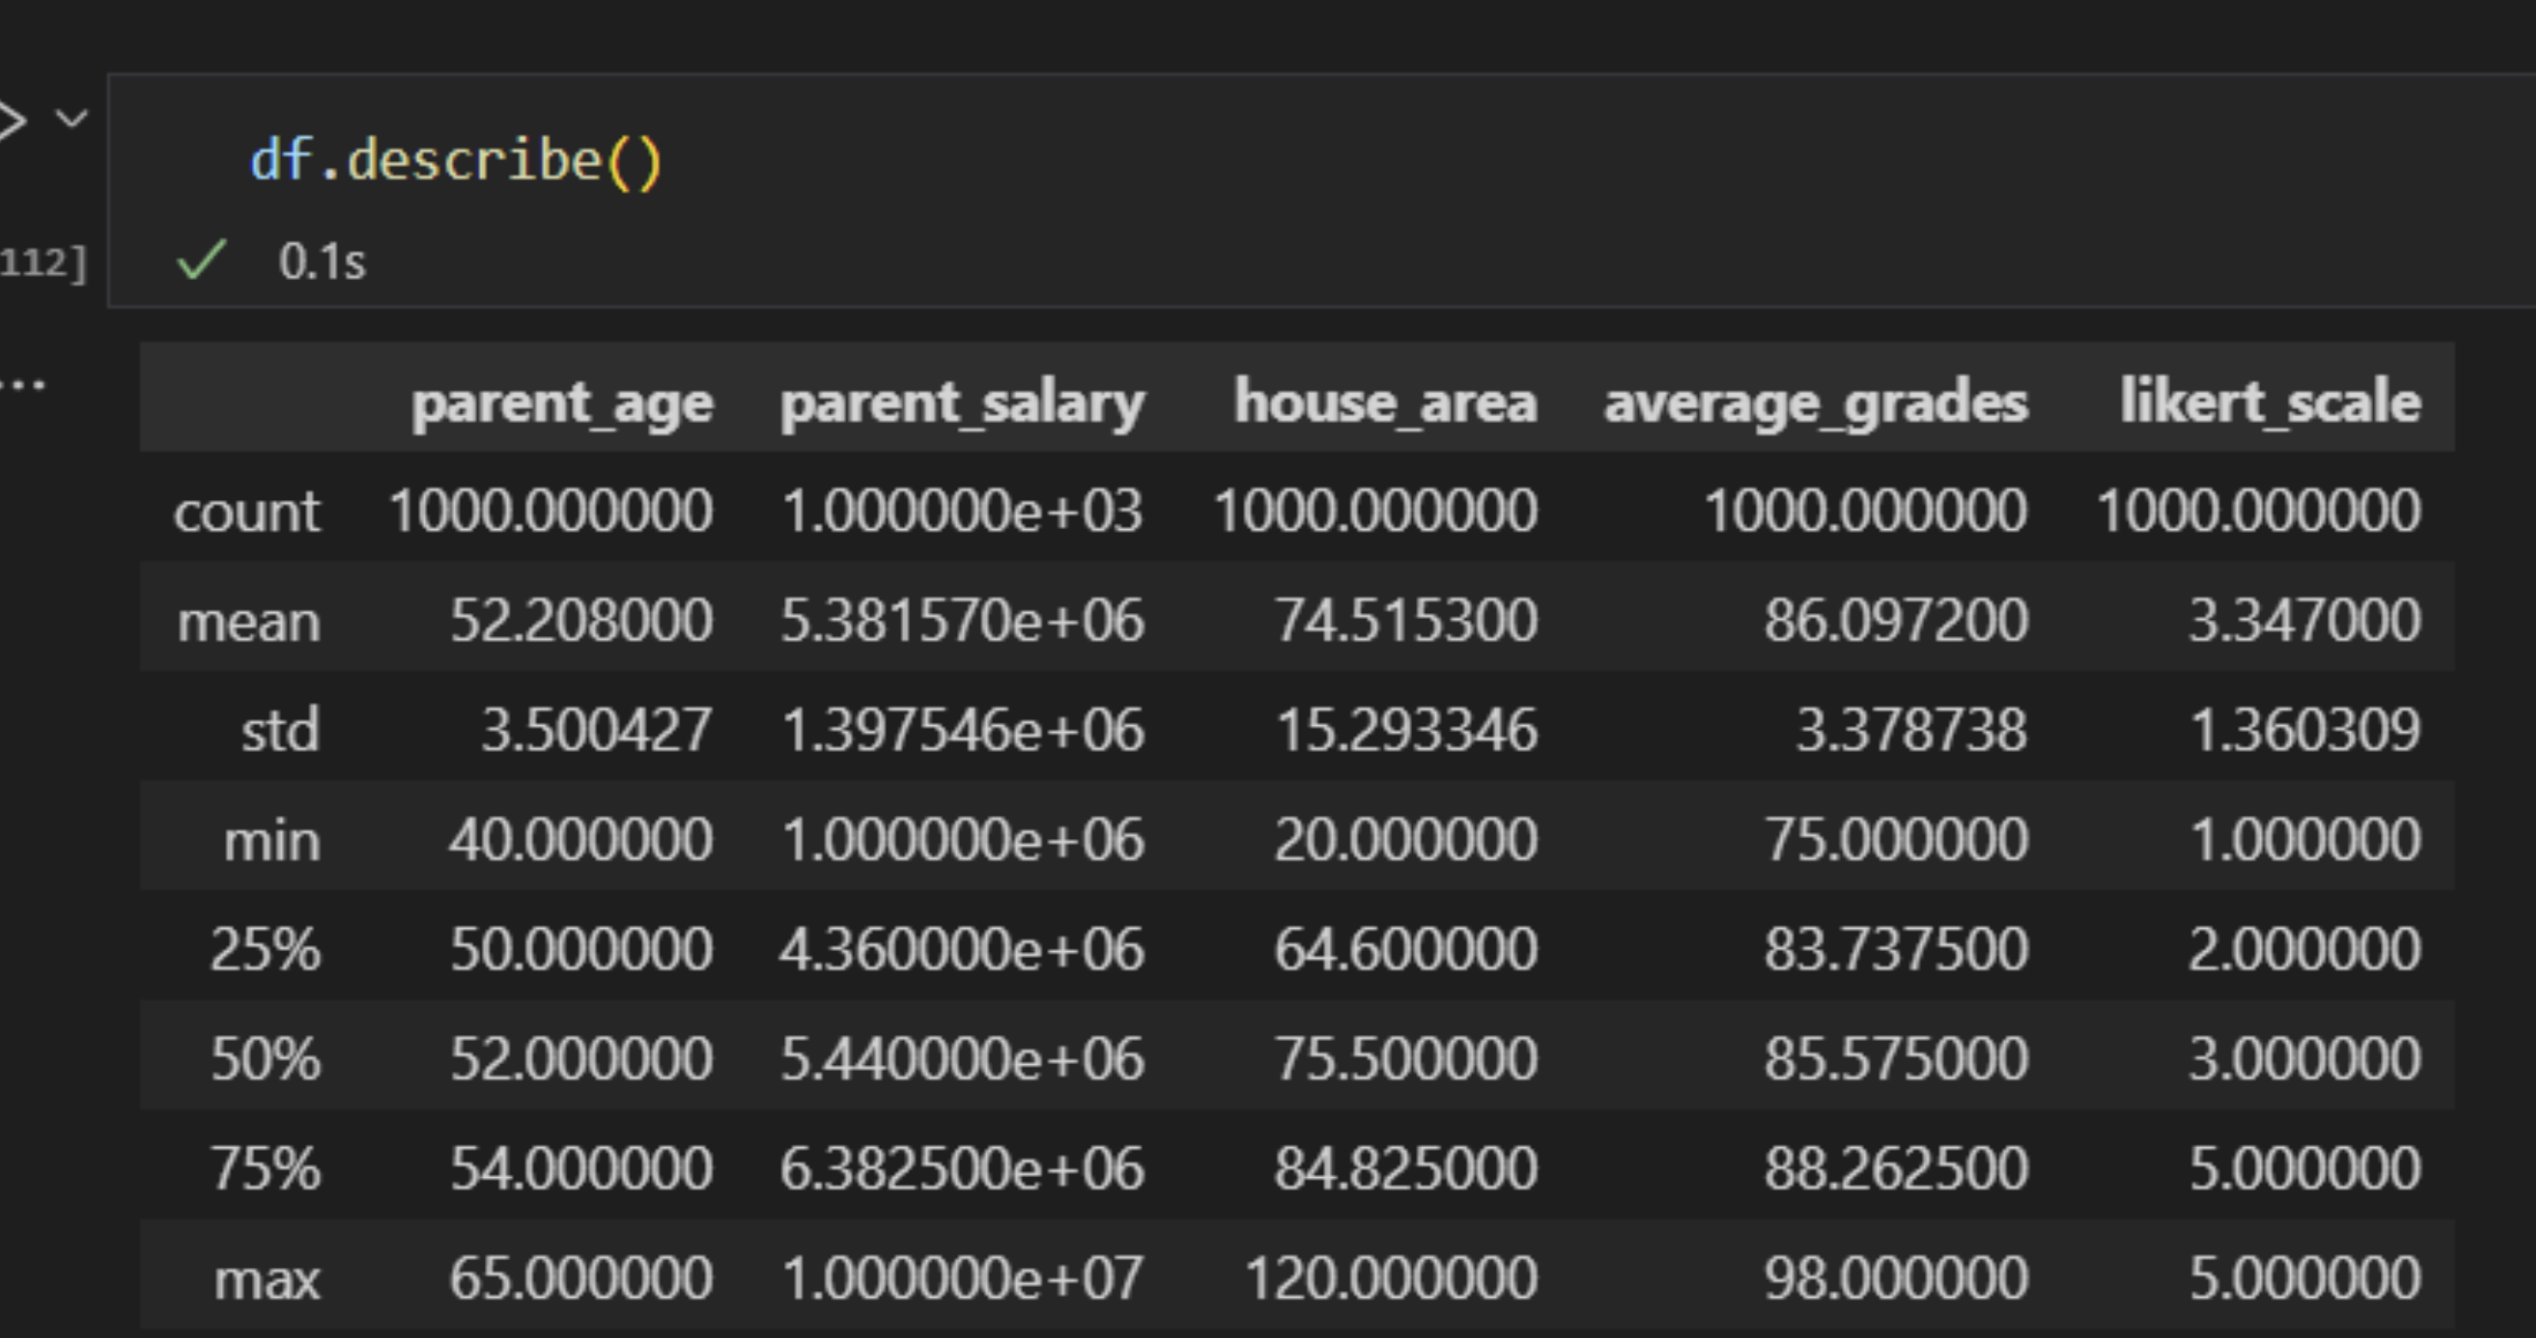 df.describe()
112]
0.1s
...
parent_age parent_salary house_area average_grades likert_scale
count 1000.000000 1.000000e+03 1000.000000 1000.000000 1000.000000
mean 52.208000 5.381570e+06 74.515300 86.097200 3.347000
std 3.500427 1.397546e+06 15.293346 3.378738 1.360309
min 40.000000 1.000000e+06 20.000000 75.000000 1.000000
25% 50.000000 4.360000e+06 64.600000 83.737500 2.000000
50% 52.000000 5.440000e+06 75.500000 85.575000 3.000000
75% 54.000000 6.382500e+06 84.825000 88.262500 5.000000
max 65.000000 1.000000e+07 120.000000 98.000000 5.000000